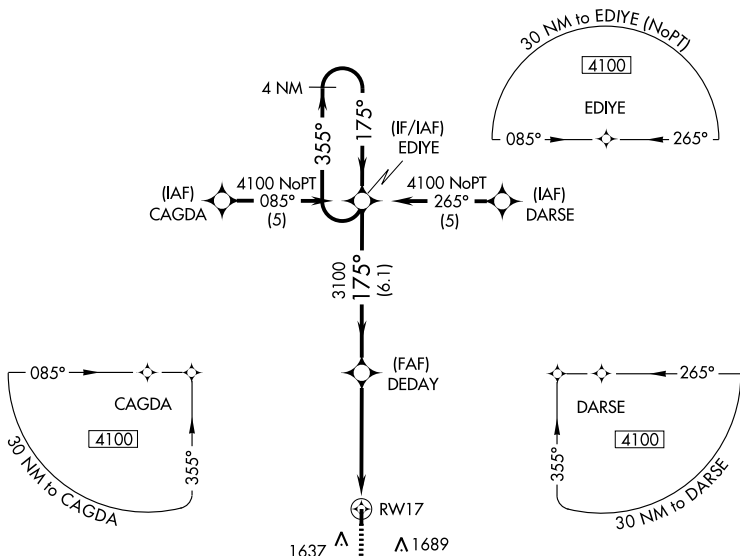 30 NM to EDIYE (NoPT)
4100
EDIYE
085°
265°
4 NM
355°
175°
(IF/IAF)
EDIYE
(IAF)
CAGDA
4100 NoPT
085°
(5)
4100 NoPT
265°
(5)
(IAF)
DARSE
3100
175°
(6.1)
085°
CAGDA
4100
355°
30 NM to CAGDA
(FAF)
DEDAY
265°
DARSE
4100
355°
30 NM to DARSE
RW17
1637
1689